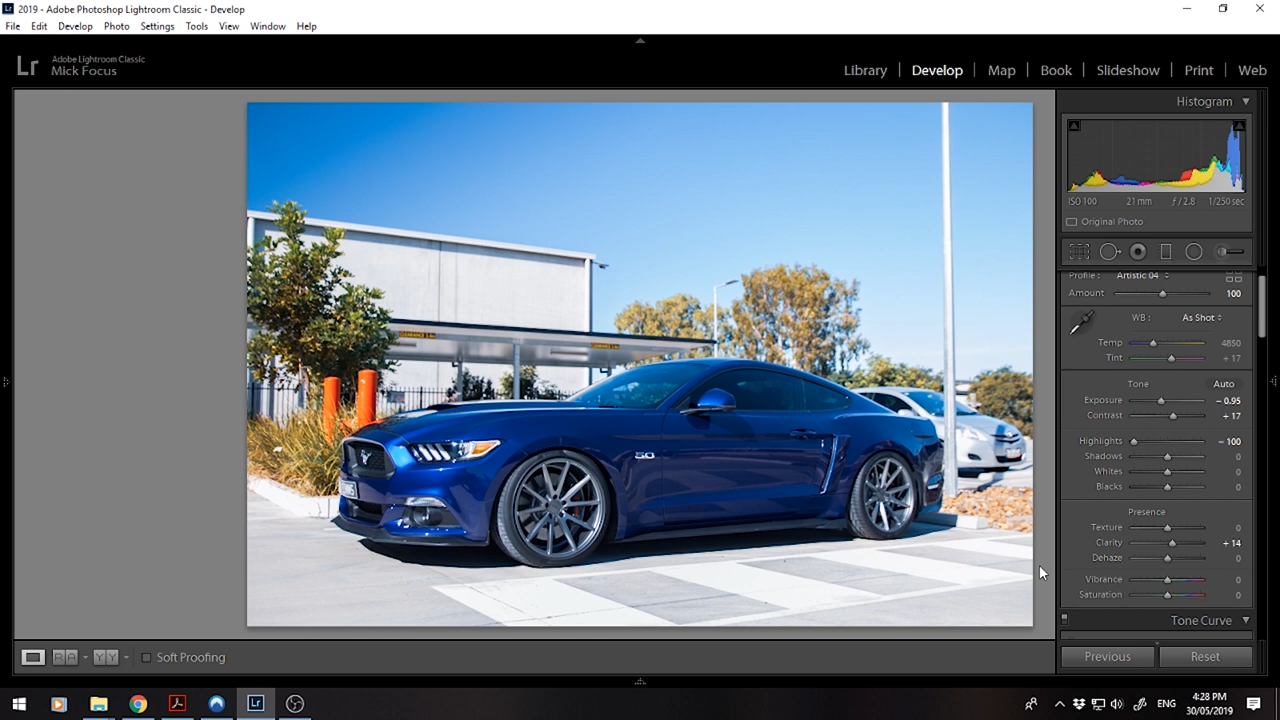 2019 - Adobe Photoshop Lightroom Classic - Develop
File Edit Develop Photo Settings Tools View Window Help
Lr Adobe Lightroom Classic
Mick Focus
Library Develop Map Book Slideshow Print Web
Histogram
ISO 100 21 mm ƒ / 2.8 1/250 sec
Original Photo
Profile : Artistic 04
Amount 100
WB : As Shot
Temp 4850
Tint + 17
Tone Auto
Exposure − 0.95
Contrast + 17
Highlights − 100
Shadows 0
Whites 0
Blacks 0
Presence
Texture 0
Clarity + 14
Dehaze 0
Vibrance 0
Saturation 0
Tone Curve
5.0
R A Y Y Soft Proofing
Previous Reset
Lr
ENG
4:28 PM
30/05/2019